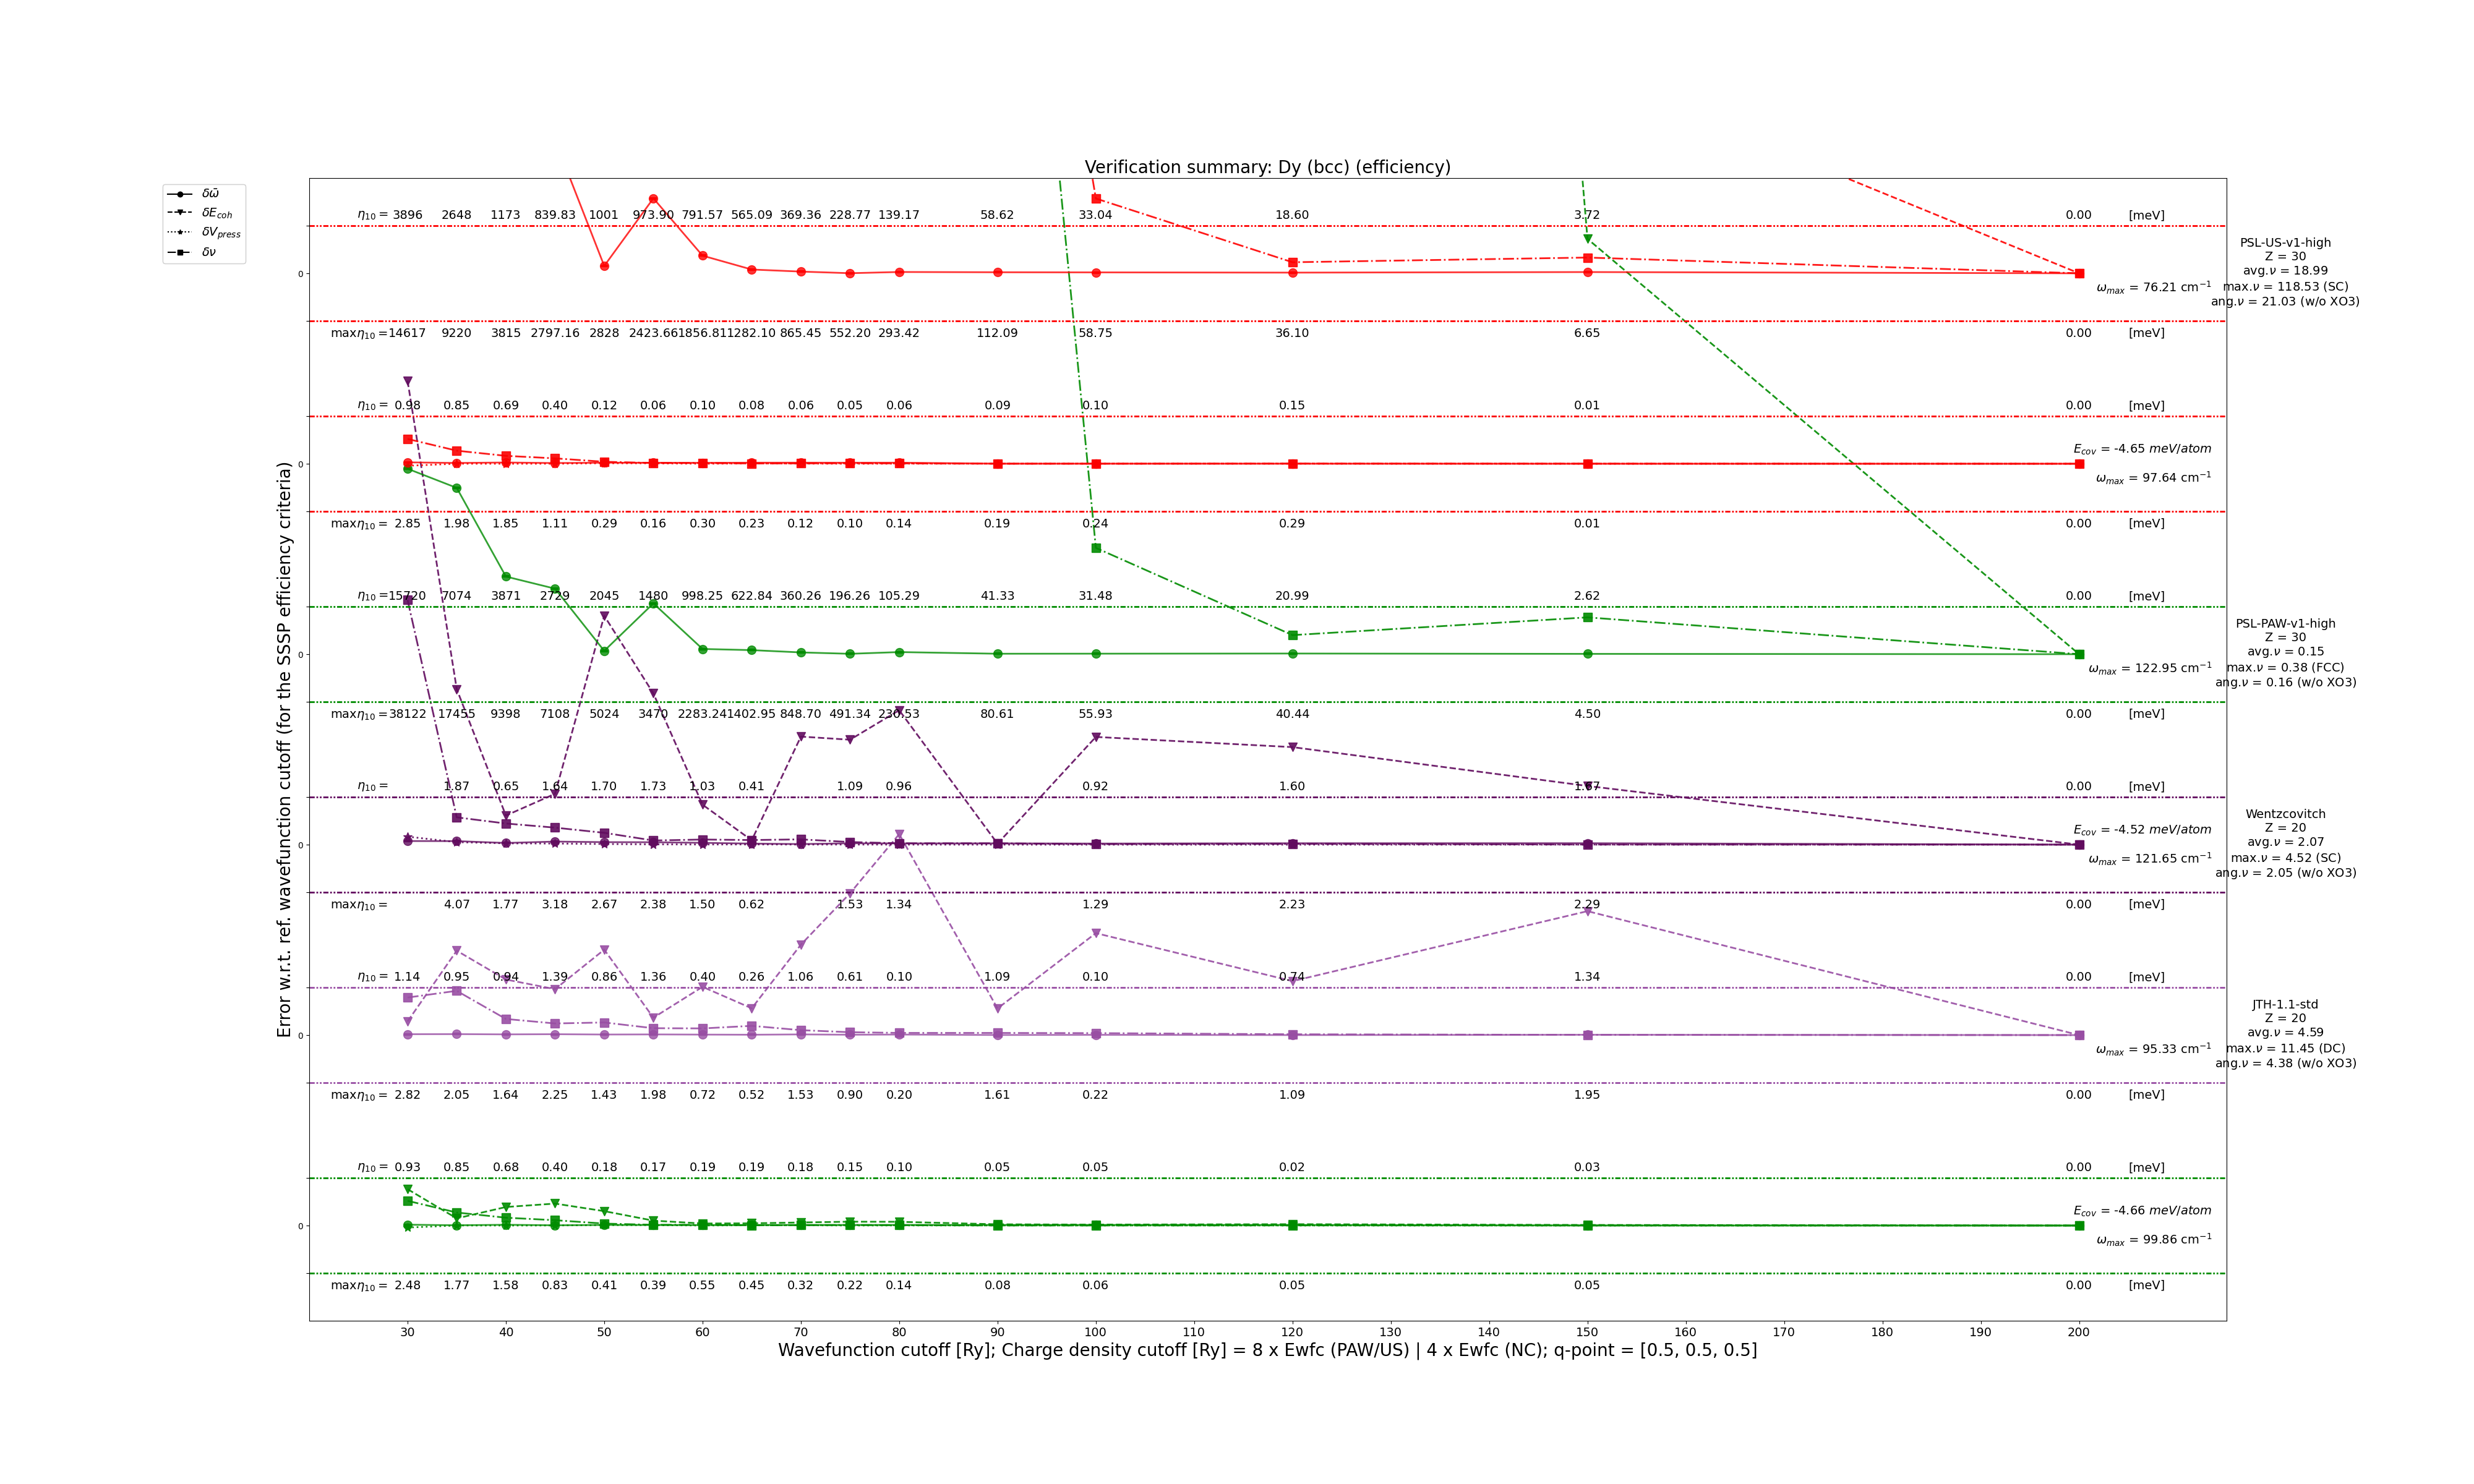 Verification summary: Dy (bcc) (efficiency)
δω̄
δE_coh
δV_press
δν
η₁₀ = 3896 2648 1173 839.83 1001 973.90 791.57 565.09 369.36 228.77 139.17 58.62 33.04 18.60 3.72 0.00 [meV]
PSL-US-v1-high
Z = 30
avg.ν = 18.99
ω_max = 76.21 cm⁻¹ max.ν = 118.53 (SC)
ang.ν = 21.03 (w/o XO3)
0
maxη₁₀ = 14617 9220 3815 2797.16 2828 2423.66 1856.81 1282.10 865.45 552.20 293.42 112.09 58.75 36.10 6.65 0.00 [meV]
η₁₀ = 0.98 0.85 0.69 0.40 0.12 0.06 0.10 0.08 0.06 0.05 0.06 0.09 0.10 0.15 0.01 0.00 [meV]
E_cov = -4.65 meV/atom
0
ω_max = 97.64 cm⁻¹
maxη₁₀ = 2.85 1.98 1.85 1.11 0.29 0.16 0.30 0.23 0.12 0.10 0.14 0.19 0.24 0.29 0.01 0.00 [meV]
η₁₀ = 15720 7074 3871 2729 2045 1480 998.25 622.84 360.26 196.26 105.29 41.33 31.48 20.99 2.62 0.00 [meV]
PSL-PAW-v1-high
Z = 30
avg.ν = 0.15
0
ω_max = 122.95 cm⁻¹ max.ν = 0.38 (FCC)
ang.ν = 0.16 (w/o XO3)
maxη₁₀ = 38122 17455 9398 7108 5024 3470 2283.24 1402.95 848.70 491.34 230.53 80.61 55.93 40.44 4.50 0.00 [meV]
η₁₀ = 1.87 0.65 1.64 1.70 1.73 1.03 0.41 1.09 0.96 0.92 1.60 1.67 0.00 [meV]
Wentzcovitch
Z = 20
E_cov = -4.52 meV/atom
avg.ν = 2.07
0
ω_max = 121.65 cm⁻¹ max.ν = 4.52 (SC)
ang.ν = 2.05 (w/o XO3)
maxη₁₀ = 4.07 1.77 3.18 2.67 2.38 1.50 0.62 1.53 1.34 1.29 2.23 2.29 0.00 [meV]
η₁₀ = 1.14 0.95 0.94 1.39 0.86 1.36 0.40 0.26 1.06 0.61 0.10 1.09 0.10 0.74 1.34 0.00 [meV]
JTH-1.1-std
Z = 20
avg.ν = 4.59
0
ω_max = 95.33 cm⁻¹ max.ν = 11.45 (DC)
ang.ν = 4.38 (w/o XO3)
maxη₁₀ = 2.82 2.05 1.64 2.25 1.43 1.98 0.72 0.52 1.53 0.90 0.20 1.61 0.22 1.09 1.95 0.00 [meV]
η₁₀ = 0.93 0.85 0.68 0.40 0.18 0.17 0.19 0.19 0.18 0.15 0.10 0.05 0.05 0.02 0.03 0.00 [meV]
E_cov = -4.66 meV/atom
0
ω_max = 99.86 cm⁻¹
maxη₁₀ = 2.48 1.77 1.58 0.83 0.41 0.39 0.55 0.45 0.32 0.22 0.14 0.08 0.06 0.05 0.05 0.00 [meV]
30 40 50 60 70 80 90 100 110 120 130 140 150 160 170 180 190 200
Wavefunction cutoff [Ry]; Charge density cutoff [Ry] = 8 x Ewfc (PAW/US) | 4 x Ewfc (NC); q-point = [0.5, 0.5, 0.5]
Error w.r.t. ref. wavefunction cutoff (for the SSSP efficiency criteria)